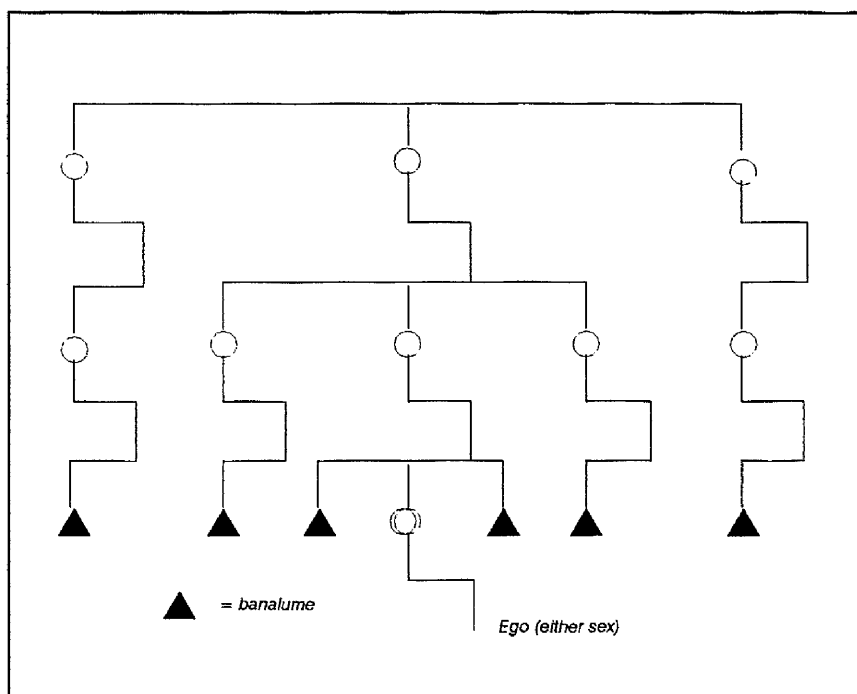 = banalume
Ego (either sex)